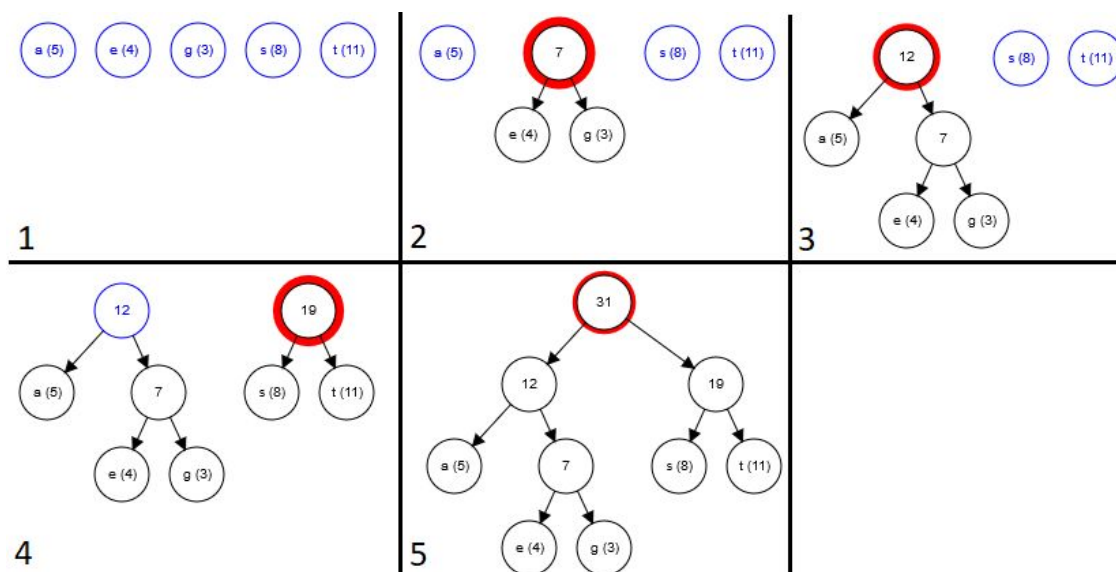 a (5) e (4) g (3) s (8) t (11)
1
a (5) 7 s (8) t (11)
e (4) g (3)
2
12 s (8) t (11)
a (5) 7
e (4) g (3)
3
12 19
a (5) 7 s (8) t (11)
e (4) g (3)
4
31
12 19
a (5) 7 s (8) t (11)
e (4) g (3)
5